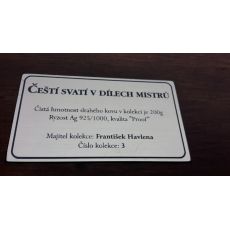 ČEŠTÍ SVATÍ V DÍLECH MISTRŮ
Čistá hmotnost drahého kovu v kolekci je 200g
Ryzost Ag 925/1000, kvalita "Proof"
Majitel kolekce: František Havlena
Číslo kolekce: 3